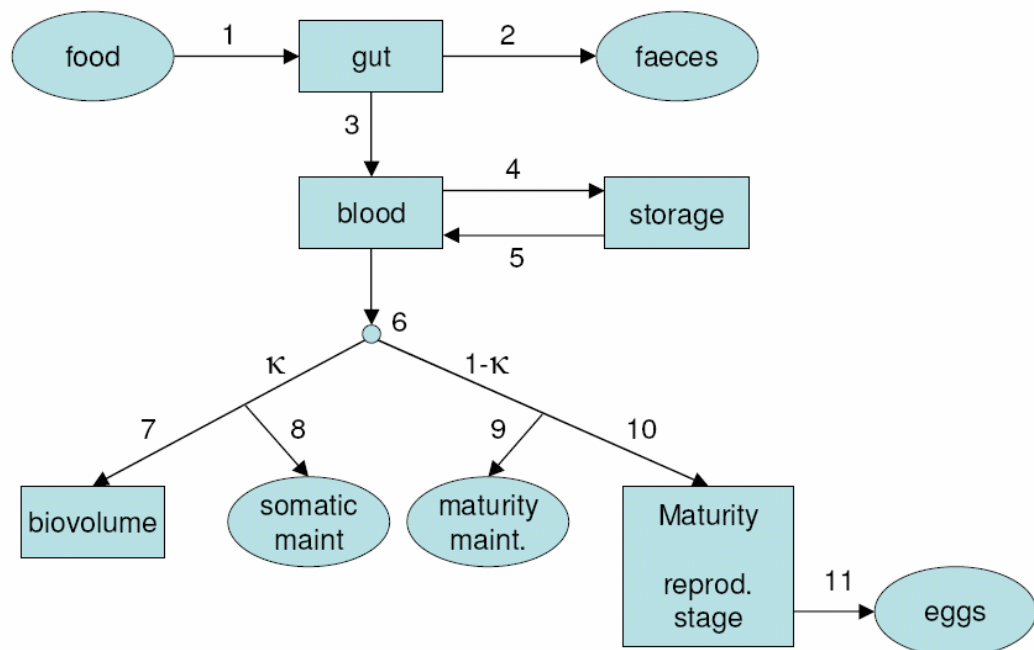 food
1
gut
2
faeces
3
blood
4
storage
5
6
κ
1-κ
7
8
9
10
biovolume
somatic
maint
maturity
maint.
Maturity
reprod.
stage
11
eggs